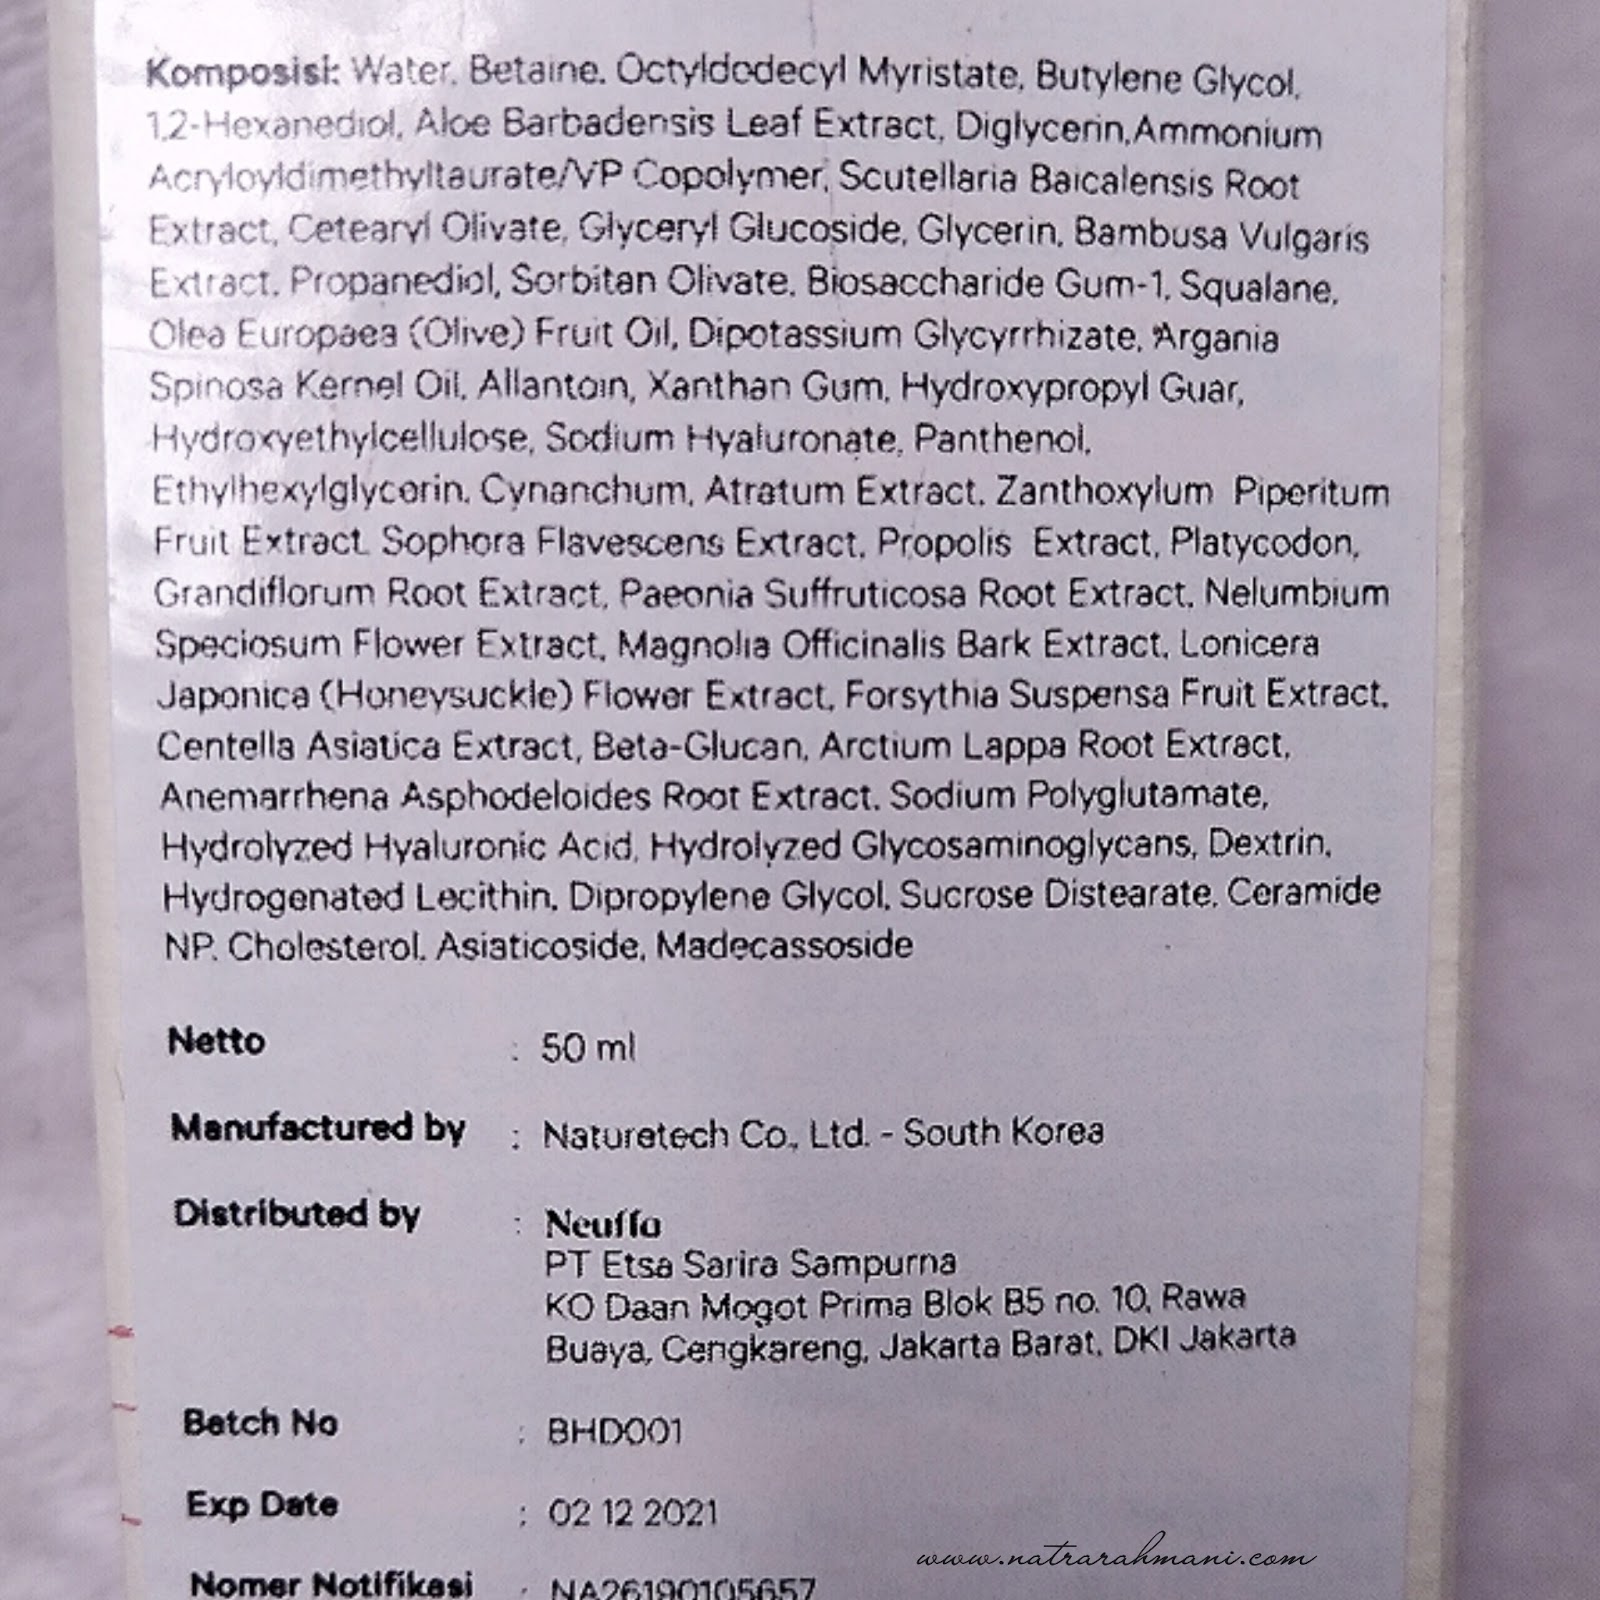 Komposisi: Water, Betaine, Octyldodecyl Myristate, Butylene Glycol,
1,2-Hexanediol, Aloe Barbadensis Leaf Extract, Diglycerin,Ammonium
Acryloyldimethyltaurate/VP Copolymer, Scutellaria Baicalensis Root
Extract, Cetearyl Olivate, Glyceryl Glucoside, Glycerin, Bambusa Vulgaris
Extract, Propanediol, Sorbitan Olivate, Biosaccharide Gum-1, Squalane,
Olea Europaea (Olive) Fruit Oil, Dipotassium Glycyrrhizate, Argania
Spinosa Kernel Oil, Allantoin, Xanthan Gum, Hydroxypropyl Guar,
Hydroxyethylcellulose, Sodium Hyaluronate, Panthenol,
Ethylhexylglycerin, Cynanchum, Atratum Extract, Zanthoxylum Piperitum
Fruit Extract, Sophora Flavescens Extract, Propolis Extract, Platycodon,
Grandiflorum Root Extract, Paeonia Suffruticosa Root Extract, Nelumbium
Speciosum Flower Extract, Magnolia Officinalis Bark Extract, Lonicera
Japonica (Honeysuckle) Flower Extract, Forsythia Suspensa Fruit Extract,
Centella Asiatica Extract, Beta-Glucan, Arctium Lappa Root Extract,
Anemarrhena Asphodeloides Root Extract, Sodium Polyglutamate,
Hydrolyzed Hyaluronic Acid, Hydrolyzed Glycosaminoglycans, Dextrin,
Hydrogenated Lecithin, Dipropylene Glycol, Sucrose Distearate, Ceramide
NP, Cholesterol, Asiaticoside, Madecassoside
Netto : 50 ml
Manufactured by : Naturetech Co., Ltd. - South Korea
Distributed by : Neuffa
PT Etsa Sarira Sampurna
KO Daan Mogot Prima Blok B5 no. 10, Rawa
Buaya, Cengkareng, Jakarta Barat, DKI Jakarta
Batch No : BHD001
Exp Date : 02 12 2021
www.natrarahmani.com
Nomer Notifikasi : NA26190105657